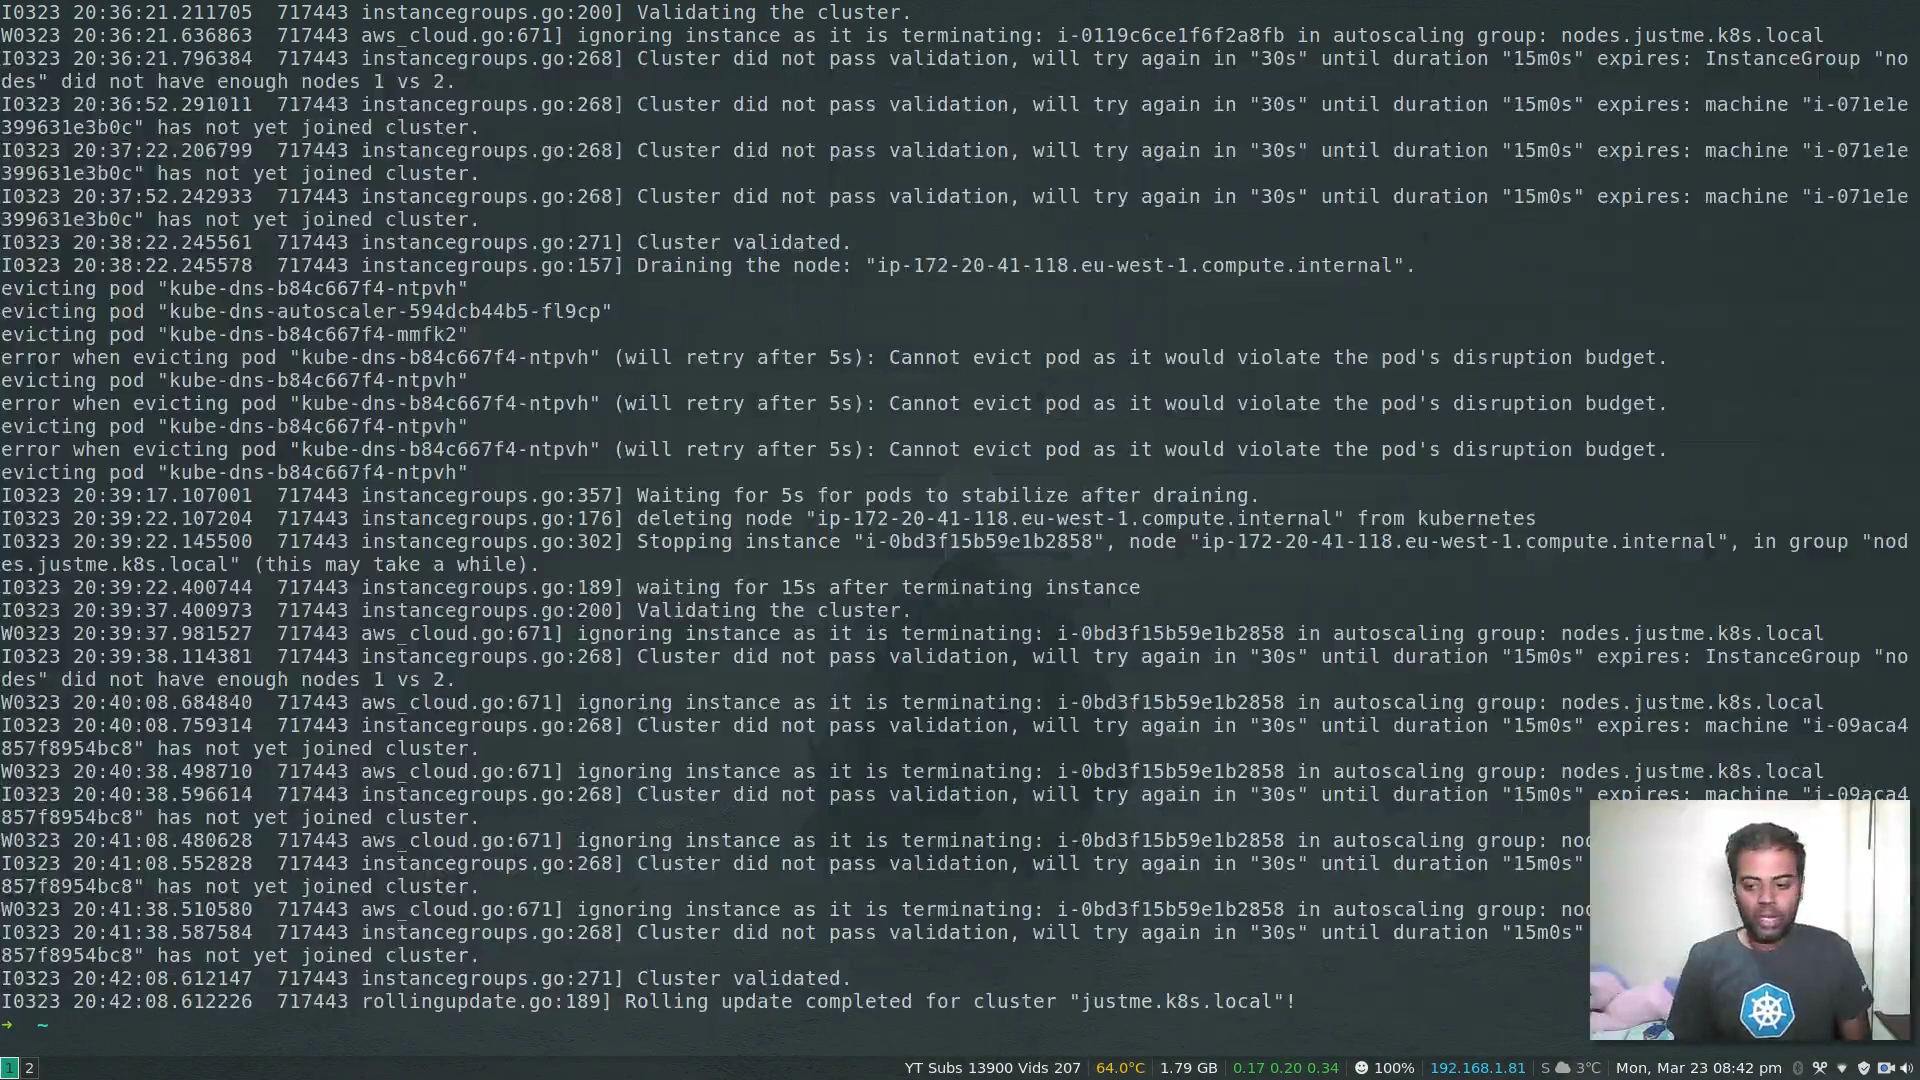 I0323 20:36:21.211705  717443 instancegroups.go:200] Validating the cluster.
W0323 20:36:21.636863  717443 aws_cloud.go:671] ignoring instance as it is terminating: i-0119c6ce1f6f2a8fb in autoscaling group: nodes.justme.k8s.local
I0323 20:36:21.796384  717443 instancegroups.go:268] Cluster did not pass validation, will try again in "30s" until duration "15m0s" expires: InstanceGroup "no
des" did not have enough nodes 1 vs 2.
I0323 20:36:52.291011  717443 instancegroups.go:268] Cluster did not pass validation, will try again in "30s" until duration "15m0s" expires: machine "i-071e1e
399631e3b0c" has not yet joined cluster.
I0323 20:37:22.206799  717443 instancegroups.go:268] Cluster did not pass validation, will try again in "30s" until duration "15m0s" expires: machine "i-071e1e
399631e3b0c" has not yet joined cluster.
I0323 20:37:52.242933  717443 instancegroups.go:268] Cluster did not pass validation, will try again in "30s" until duration "15m0s" expires: machine "i-071e1e
399631e3b0c" has not yet joined cluster.
I0323 20:38:22.245561  717443 instancegroups.go:271] Cluster validated.
I0323 20:38:22.245578  717443 instancegroups.go:157] Draining the node: "ip-172-20-41-118.eu-west-1.compute.internal".
evicting pod "kube-dns-b84c667f4-ntpvh"
evicting pod "kube-dns-autoscaler-594dcb44b5-fl9cp"
evicting pod "kube-dns-b84c667f4-mmfk2"
error when evicting pod "kube-dns-b84c667f4-ntpvh" (will retry after 5s): Cannot evict pod as it would violate the pod's disruption budget.
evicting pod "kube-dns-b84c667f4-ntpvh"
error when evicting pod "kube-dns-b84c667f4-ntpvh" (will retry after 5s): Cannot evict pod as it would violate the pod's disruption budget.
evicting pod "kube-dns-b84c667f4-ntpvh"
error when evicting pod "kube-dns-b84c667f4-ntpvh" (will retry after 5s): Cannot evict pod as it would violate the pod's disruption budget.
evicting pod "kube-dns-b84c667f4-ntpvh"
I0323 20:39:17.107001  717443 instancegroups.go:357] Waiting for 5s for pods to stabilize after draining.
I0323 20:39:22.107204  717443 instancegroups.go:176] deleting node "ip-172-20-41-118.eu-west-1.compute.internal" from kubernetes
I0323 20:39:22.145500  717443 instancegroups.go:302] Stopping instance "i-0bd3f15b59e1b2858", node "ip-172-20-41-118.eu-west-1.compute.internal", in group "nod
es.justme.k8s.local" (this may take a while).
I0323 20:39:22.400744  717443 instancegroups.go:189] waiting for 15s after terminating instance
I0323 20:39:37.400973  717443 instancegroups.go:200] Validating the cluster.
W0323 20:39:37.981527  717443 aws_cloud.go:671] ignoring instance as it is terminating: i-0bd3f15b59e1b2858 in autoscaling group: nodes.justme.k8s.local
I0323 20:39:38.114381  717443 instancegroups.go:268] Cluster did not pass validation, will try again in "30s" until duration "15m0s" expires: InstanceGroup "no
des" did not have enough nodes 1 vs 2.
W0323 20:40:08.684840  717443 aws_cloud.go:671] ignoring instance as it is terminating: i-0bd3f15b59e1b2858 in autoscaling group: nodes.justme.k8s.local
I0323 20:40:08.759314  717443 instancegroups.go:268] Cluster did not pass validation, will try again in "30s" until duration "15m0s" expires: machine "i-09aca4
857f8954bc8" has not yet joined cluster.
W0323 20:40:38.498710  717443 aws_cloud.go:671] ignoring instance as it is terminating: i-0bd3f15b59e1b2858 in autoscaling group: nodes.justme.k8s.local
I0323 20:40:38.596614  717443 instancegroups.go:268] Cluster did not pass validation, will try again in "30s" until duration "15m0s" expires: machine "i-09aca4
857f8954bc8" has not yet joined cluster.
W0323 20:41:08.480628  717443 aws_cloud.go:671] ignoring instance as it is terminating: i-0bd3f15b59e1b2858 in autoscaling group: noc
I0323 20:41:08.552828  717443 instancegroups.go:268] Cluster did not pass validation, will try again in "30s" until duration "15m0s"
857f8954bc8" has not yet joined cluster.
W0323 20:41:38.510580  717443 aws_cloud.go:671] ignoring instance as it is terminating: i-0bd3f15b59e1b2858 in autoscaling group: noc
I0323 20:41:38.587584  717443 instancegroups.go:268] Cluster did not pass validation, will try again in "30s" until duration "15m0s"
857f8954bc8" has not yet joined cluster.
I0323 20:42:08.612147  717443 instancegroups.go:271] Cluster validated.
I0323 20:42:08.612226  717443 rollingupdate.go:189] Rolling update completed for cluster "justme.k8s.local"!
➜  ~
1 2 YT Subs 13900 Vids 207 64.0°C 1.79 GB 0.17 0.20 0.34 100% 192.168.1.81 S 3℃ Mon, Mar 23 08:42 pm